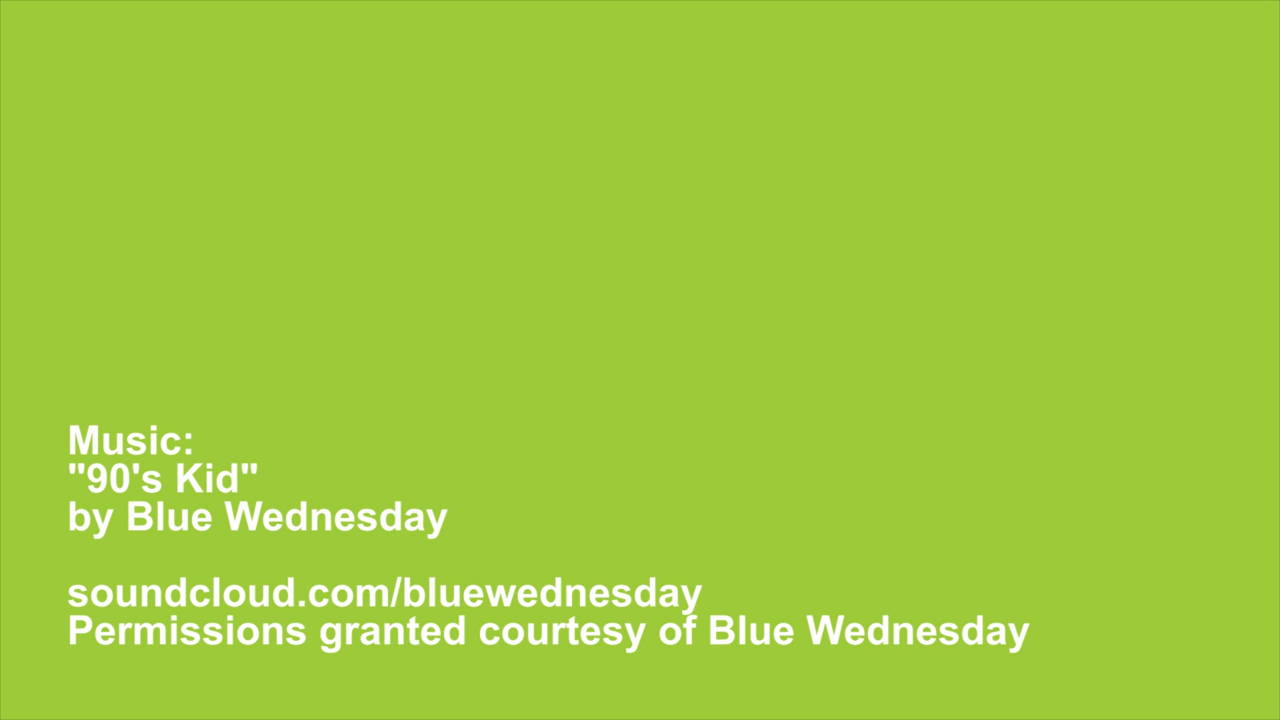 Music:
"90's Kid"
by Blue Wednesday
soundcloud.com/bluewednesday
Permissions granted courtesy of Blue Wednesday